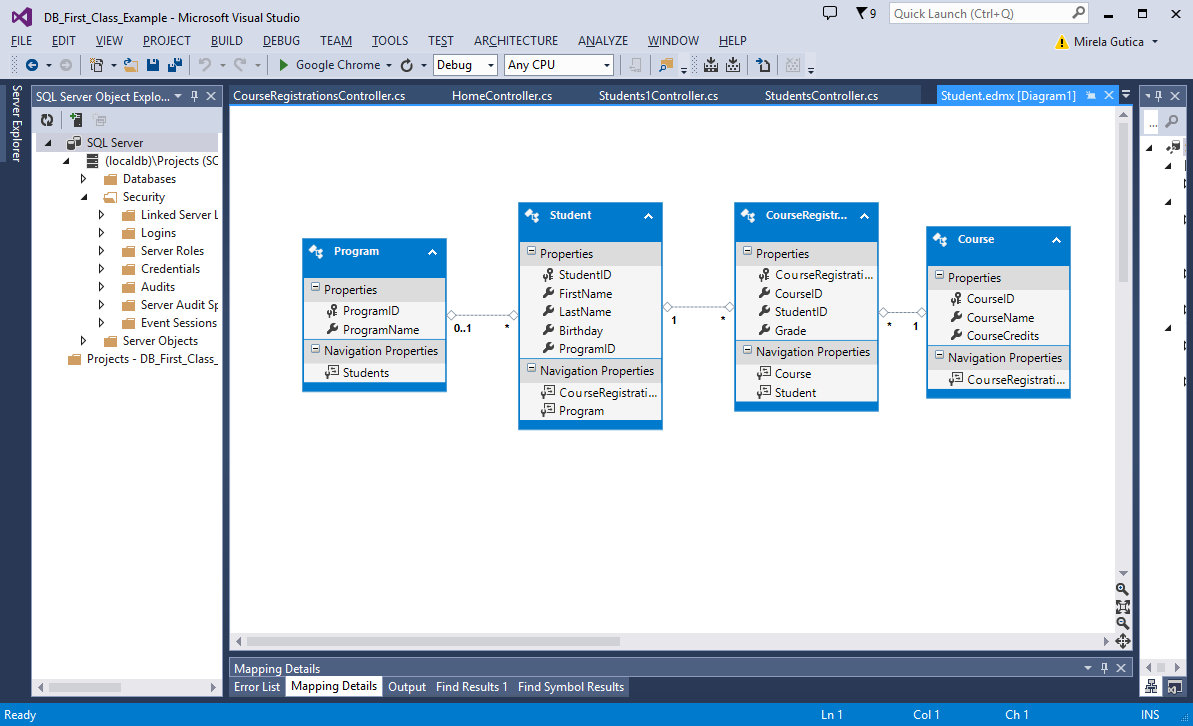 DB_First_Class_Example - Microsoft Visual Studio
9
Quick Launch (Ctrl+Q)
FILE EDIT VIEW PROJECT BUILD DEBUG TEAM TOOLS TEST ARCHITECTURE ANALYZE WINDOW HELP
Mirela Gutica
Google Chrome
Debug
Any CPU
Server Explorer
SQL Server Object Explo...
SQL Server
(localdb)\Projects (SC
Databases
Security
Linked Server L
Logins
Server Roles
Credentials
Audits
Server Audit Sp
Event Sessions
Server Objects
Projects - DB_First_Class_
CourseRegistrationsController.cs
HomeController.cs
Students1Controller.cs
StudentsController.cs
Student.edmx [Diagram1]
...
Program
Properties
ProgramID
ProgramName
Navigation Properties
Students
0..1
*
Student
Properties
StudentID
FirstName
LastName
Birthday
ProgramID
Navigation Properties
CourseRegistrati...
Program
1
*
CourseRegistr...
Properties
CourseRegistrati...
CourseID
StudentID
Grade
Navigation Properties
Course
Student
*
1
Course
Properties
CourseID
CourseName
CourseCredits
Navigation Properties
CourseRegistrati...
Mapping Details
Error List
Mapping Details
Output
Find Results 1
Find Symbol Results
Ready
Ln 1
Col 1
Ch 1
INS